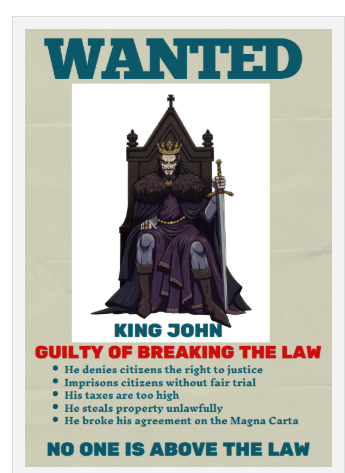 WANTED
KING JOHN
GUILTY OF BREAKING THE LAW
• He denies citizens the right to justice
• Imprisons citizens without fair trial
• His taxes are too high
• He steals property unlawfully
• He broke his agreement on the Magna Carta
NO ONE IS ABOVE THE LAW